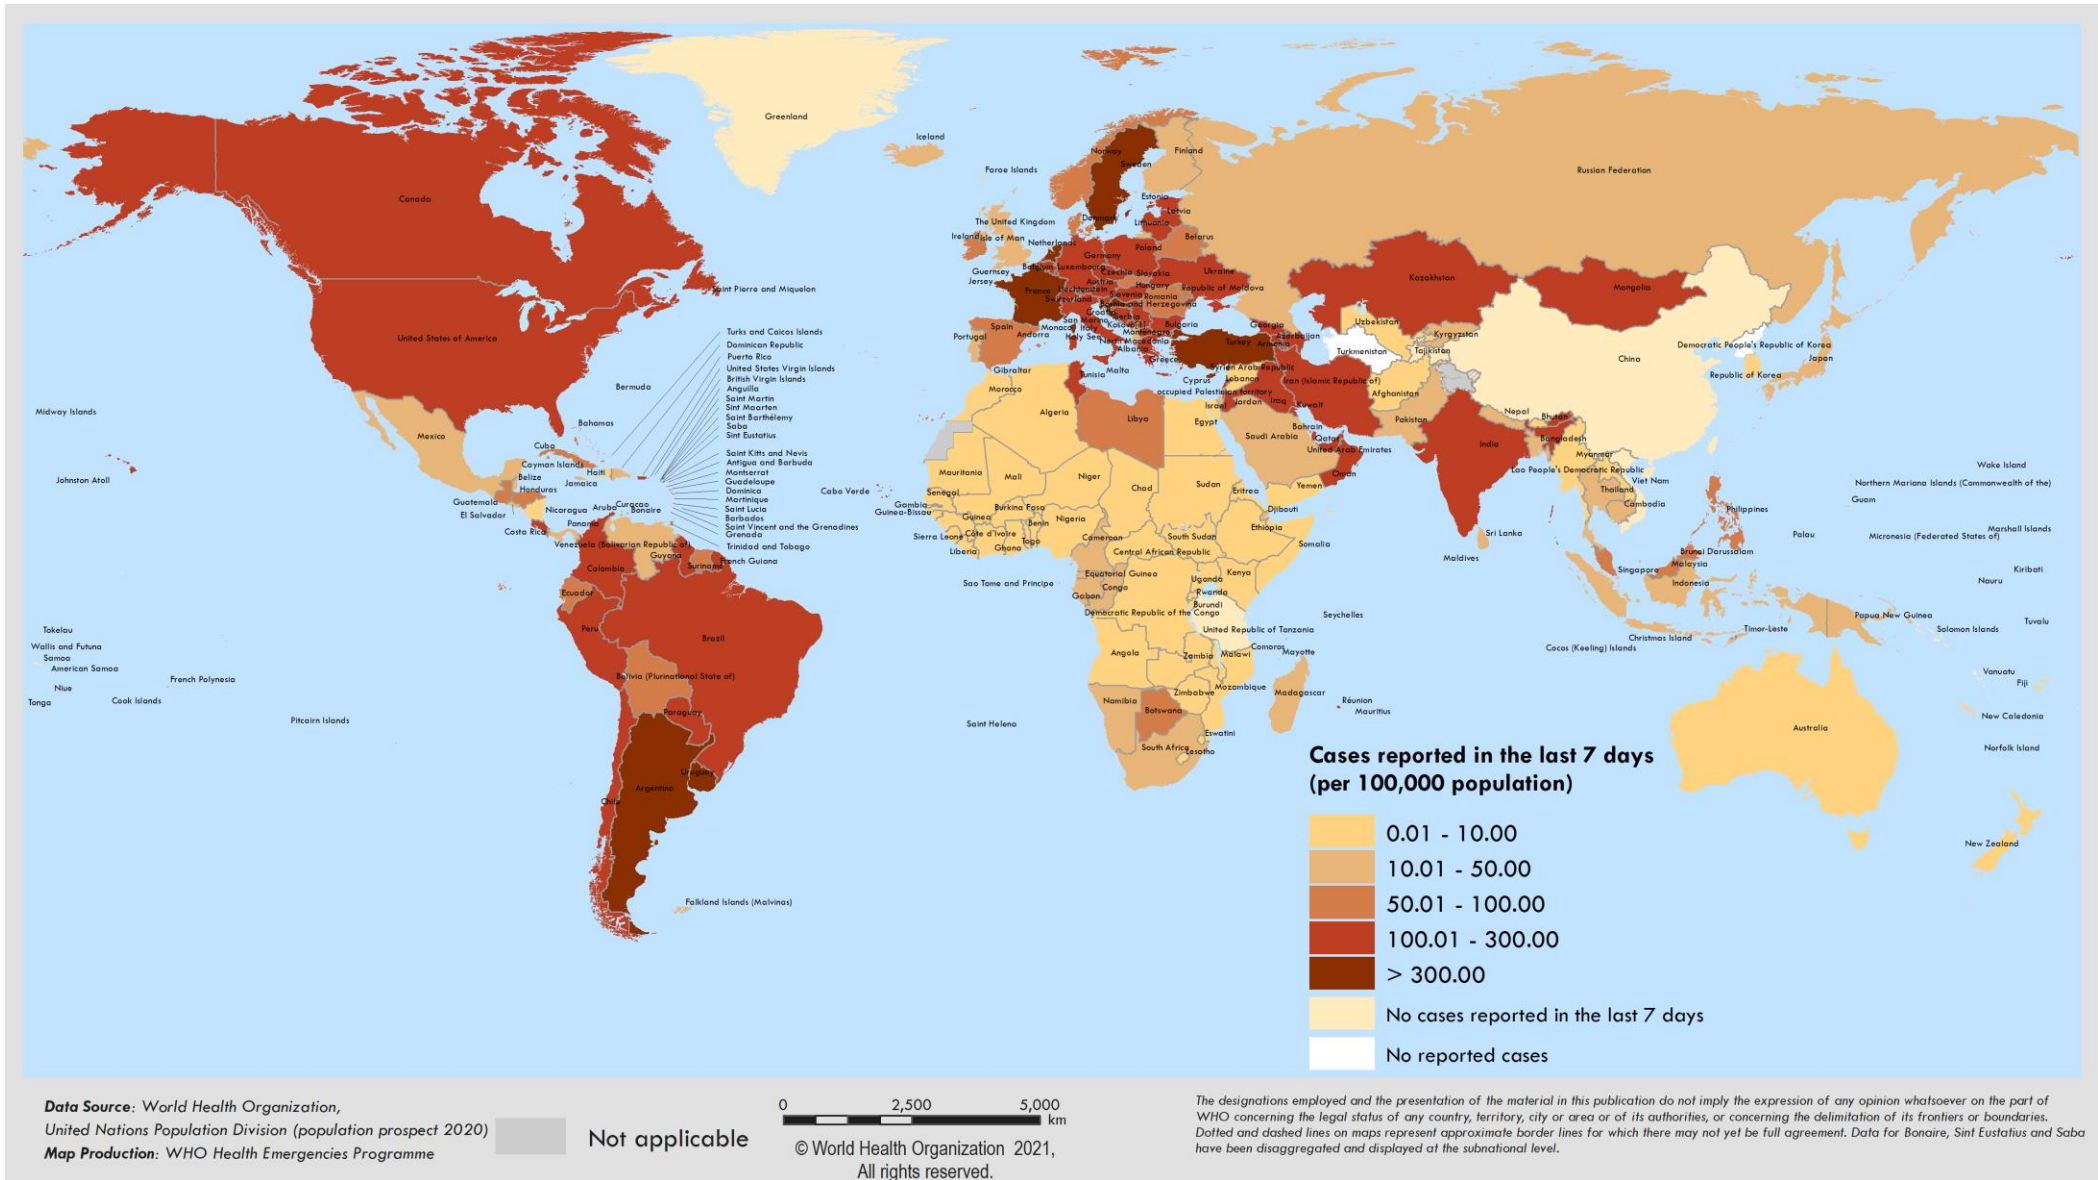 Greenland
Iceland
Faroe Islands
Norway
Sweden
Finland
Russian Federation
Canada
Estonia
Latvia
Lithuania
Denmark
The United Kingdom
Ireland
Isle of Man
Netherlands
Belarus
Poland
Germany
Guernsey
Jersey
Belgium
Luxembourg
Czechia
Slovakia
Ukraine
Kazakhstan
Mongolia
France
Liechtenstein
Austria
Hungary
Republic of Moldova
Switzerland
Slovenia
Romania
Croatia
Bosnia and Herzegovina
Serbia
San Marino
Monaco
Italy
Kosovo[1]
Bulgaria
Saint Pierre and Miquelon
United States of America
Spain
Andorra
Portugal
Holy See
Montenegro
North Macedonia
Albania
Greece
Georgia
Azerbaijan
Turkey
Armenia
Uzbekistan
Kyrgyzstan
Turkmenistan
Tajikistan
China
Democratic People's Republic of Korea
Japan
Republic of Korea
Turks and Caicos Islands
Dominican Republic
Puerto Rico
United States Virgin Islands
British Virgin Islands
Anguilla
Saint Martin
Sint Maarten
Saint Barthélemy
Saba
Sint Eustatius
Saint Kitts and Nevis
Antigua and Barbuda
Montserrat
Guadeloupe
Dominica
Martinique
Saint Lucia
Barbados
Saint Vincent and the Grenadines
Grenada
Trinidad and Tobago
Bermuda
Bahamas
Midway Islands
Johnston Atoll
Mexico
Cuba
Cayman Islands
Haiti
Belize
Jamaica
Honduras
Guatemala
El Salvador
Nicaragua
Aruba
Curacao
Bonaire
Costa Rica
Panama
Venezuela (Bolivarian Republic of)
Guyana
Suriname
French Guiana
Colombia
Ecuador
Peru
Brazil
Bolivia (Plurinational State of)
Paraguay
Uruguay
Argentina
Chile
Falkland Islands (Malvinas)
Gibraltar
Morocco
Algeria
Tunisia
Malta
Libya
Egypt
Cyprus
Syrian Arab Republic
Lebanon
occupied Palestinian territory
Israel
Jordan
Iraq
Iran (Islamic Republic of)
Kuwait
Afghanistan
Pakistan
Saudi Arabia
Bahrain
Qatar
United Arab Emirates
Oman
Yemen
Nepal
Bhutan
India
Bangladesh
Myanmar
Lao People's Democratic Republic
Viet Nam
Thailand
Cambodia
Sri Lanka
Maldives
Philippines
Brunei Darussalam
Malaysia
Singapore
Indonesia
Timor-Leste
Christmas Island
Cocos (Keeling) Islands
Papua New Guinea
Solomon Islands
Palau
Wake Island
Northern Mariana Islands (Commonwealth of the)
Guam
Marshall Islands
Micronesia (Federated States of)
Kiribati
Nauru
Tuvalu
Vanuatu
Fiji
New Caledonia
Norfolk Island
Australia
New Zealand
Cabo Verde
Mauritania
Mali
Niger
Chad
Sudan
Eritrea
Senegal
Gambia
Guinea-Bissau
Guinea
Burkina Faso
Benin
Nigeria
Djibouti
Ethiopia
Sierra Leone
Côte d'Ivoire
Togo
Liberia
Ghana
Cameroon
South Sudan
Somalia
Central African Republic
Sao Tome and Principe
Equatorial Guinea
Gabon
Congo
Uganda
Kenya
Rwanda
Burundi
Democratic Republic of the Congo
United Republic of Tanzania
Seychelles
Comoros
Mayotte
Angola
Zambia
Malawi
Mozambique
Zimbabwe
Madagascar
Réunion
Mauritius
Namibia
Botswana
South Africa
Eswatini
Lesotho
Saint Helena
Tokelau
Wallis and Futuna
Samoa
American Samoa
Niue
Tonga
Cook Islands
French Polynesia
Pitcairn Islands
Cases reported in the last 7 days
(per 100,000 population)
0.01 - 10.00
10.01 - 50.00
50.01 - 100.00
100.01 - 300.00
> 300.00
No cases reported in the last 7 days
No reported cases
Data Source: World Health Organization,
United Nations Population Division (population prospect 2020)
Map Production: WHO Health Emergencies Programme
Not applicable
0 2,500 5,000
km
© World Health Organization 2021,
All rights reserved.
The designations employed and the presentation of the material in this publication do not imply the expression of any opinion whatsoever on the part of
WHO concerning the legal status of any country, territory, city or area or of its authorities, or concerning the delimitation of its frontiers or boundaries.
Dotted and dashed lines on maps represent approximate border lines for which there may not yet be full agreement. Data for Bonaire, Sint Eustatius and Saba
have been disaggregated and displayed at the subnational level.